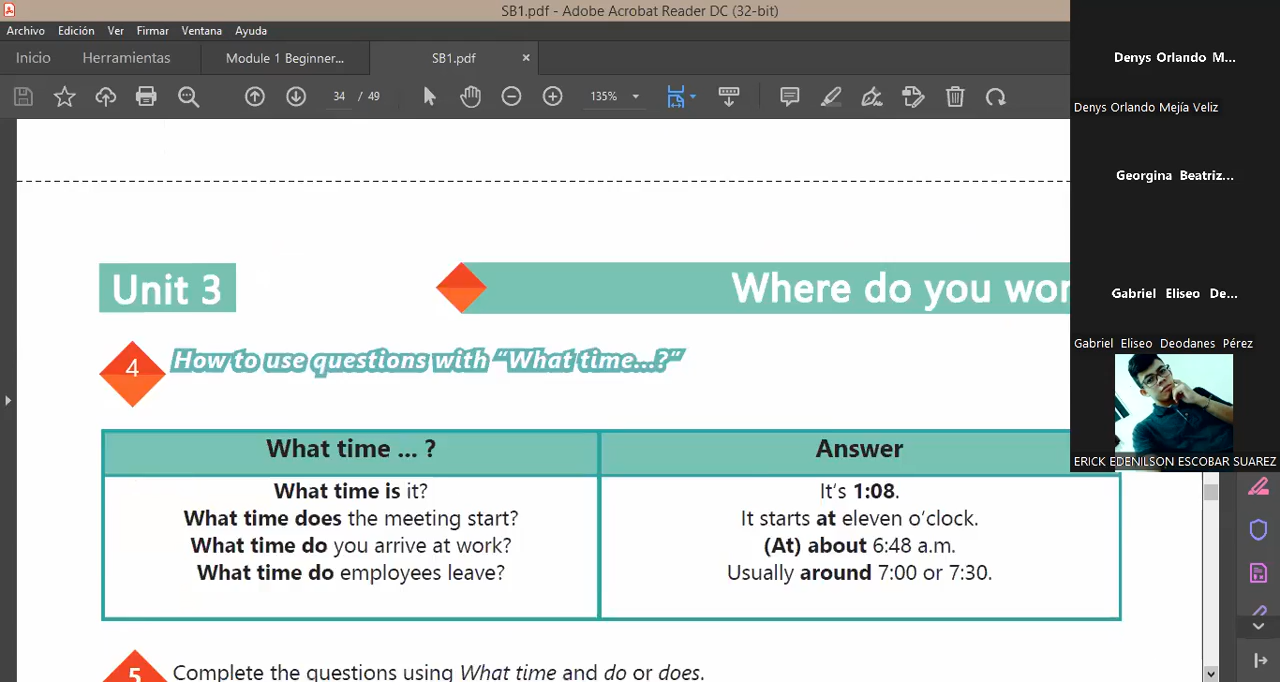 SB1.pdf - Adobe Acrobat Reader DC (32-bit)
Archivo Edición Ver Firmar Ventana Ayuda
Inicio Herramientas Module 1 Beginner... SB1.pdf ×
34 / 49 135%
Denys Orlando M...
Denys Orlando Mejía Veliz
Georgina Beatriz...
Gabriel Eliseo De...
Gabriel Eliseo Deodanes Pérez
ERICK EDENILSON ESCOBAR SUAREZ
Unit 3
Where do you wor
4 How to use questions with “What time...?”
What time ... ? Answer
What time is it? It's 1:08.
What time does the meeting start? It starts at eleven o'clock.
What time do you arrive at work? (At) about 6:48 a.m.
What time do employees leave? Usually around 7:00 or 7:30.
5 Complete the questions using What time and do or does.